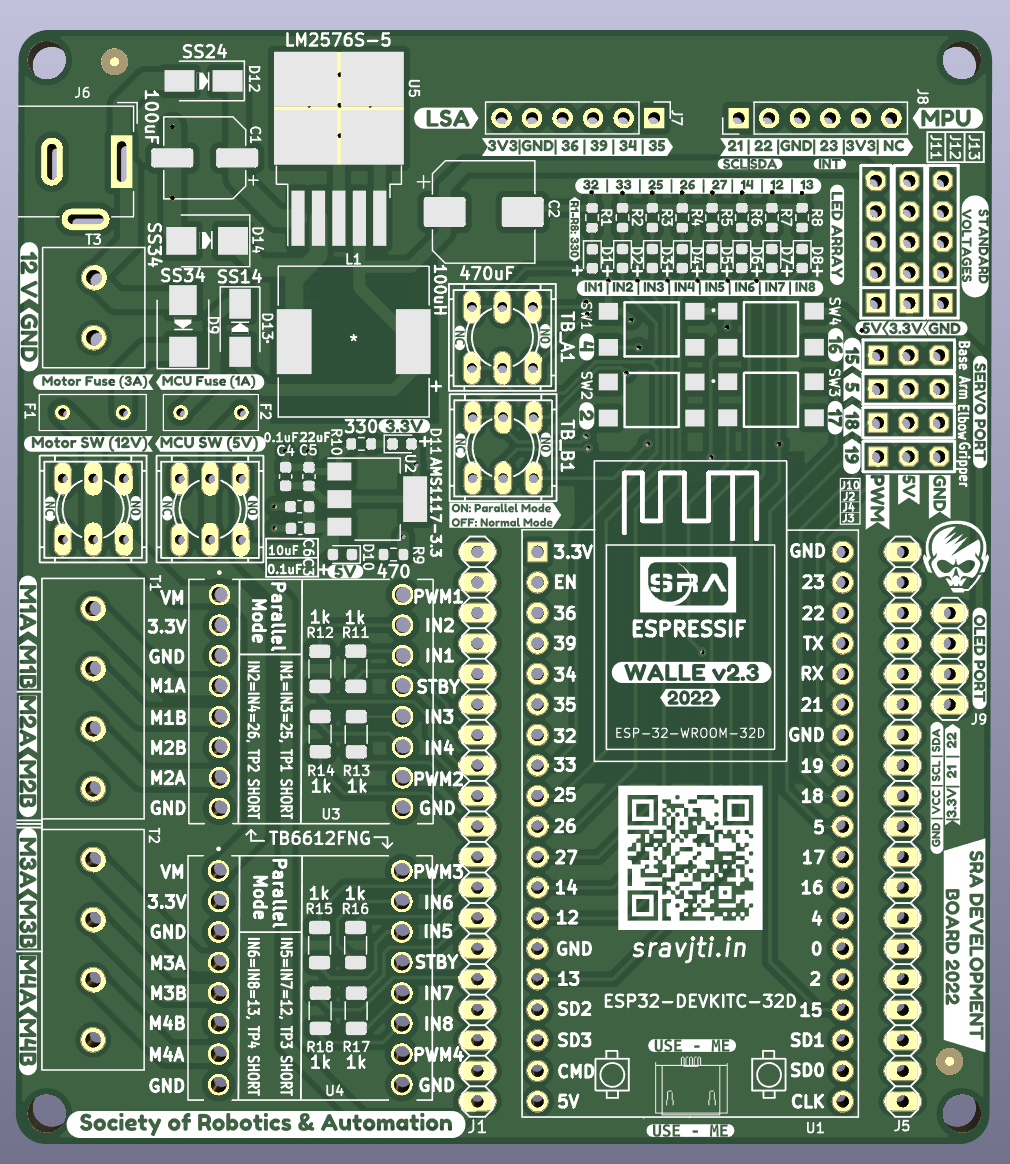 LM2576S-5
SS24
D12
U5
J6
100uF
C1
+
LSA
J7
3V3|GND| 36 | 39 | 34 | 35
J8
MPU
21 | 22 |GND| 23 |3V3| NC
SCL SDA
INT
J11
J12
J13
STANDARD
VOLTAGES
5V
3.3V
GND
+
C2
470uF
32 | 33 | 25 | 26 | 27 | 14 | 12 | 13
R1-R8: 330
R1
R2
R3
R4
R5
R6
R7
R8
LED ARRAY
D1
D2
D3
D4
D5
D6
D7
D8
+
+
IN1 | IN2 | IN3 | IN4 | IN5 | IN6 | IN7 | IN8
T3
12 V
GND
SS34
D14
SS34
D9
SS14
D13
L1
100uH
*
+
NC
NO
TB_A1
NC
NO
TB_B1
ON: Parallel Mode
OFF: Normal Mode
SW1
4
SW4
16
SW2
2
SW3
17
15
5
18
19
Base
Arm
Elbow
Gripper
SERVO PORT
PWM
5V
GND
J10
J2
J4
J3
Motor Fuse (3A)
MCU Fuse (1A)
F1
F2
Motor SW (12V)
MCU SW (5V)
NC
NO
NC
NO
0.1uF
22uF
C4
C5
330
R10
3.3V
+
D11
U2
AMS1117-3.3
10uF
0.1uF
C6
C3
+
5V
D10
470
R9
T1
M1A
M1B
M2A
M2B
VM
3.3V
GND
M1A
M1B
M2B
M2A
GND
Parallel
Mode
IN1=IN3=25, TP1 SHORT
IN2=IN4=26, TP2 SHORT
1k
1k
R12
R11
R14
R13
1k
1k
U3
PWM1
IN2
IN1
STBY
IN3
IN4
PWM2
GND
TB6612FNG
T2
M3A
M3B
M4A
M4B
VM
3.3V
GND
M3A
M3B
M4B
M4A
GND
Parallel
Mode
IN5=IN7=12, TP3 SHORT
IN6=IN8=13, TP4 SHORT
1k
1k
R15
R16
R18
R17
1k
1k
U4
PWM3
IN6
IN5
STBY
IN7
IN8
PWM4
GND
Society of Robotics & Automation
J1
3.3V
EN
36
39
34
35
32
33
25
26
27
14
12
GND
13
SD2
SD3
CMD
5V
SRA
ESPRESSIF
WALLE v2.3
2022
ESP-32-WROOM-32D
sravjti.in
ESP32-DEVKITC-32D
USE - ME
USE - ME
GND
23
22
TX
RX
21
GND
19
18
5
17
16
4
0
2
15
SD1
SD0
CLK
U1
J5
OLED PORT
J9
GND | VCC | SCL | SDA
|3.3V| 21 | 22
SRA DEVELOPMENT
BOARD 2022